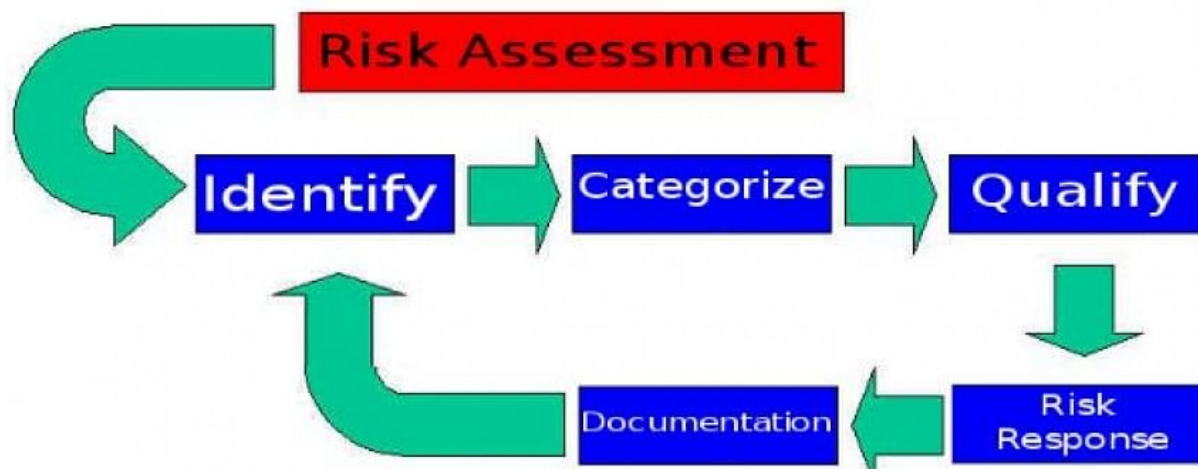 Risk Assessment
Identify
Categorize
Qualify
Risk
Response
Documentation